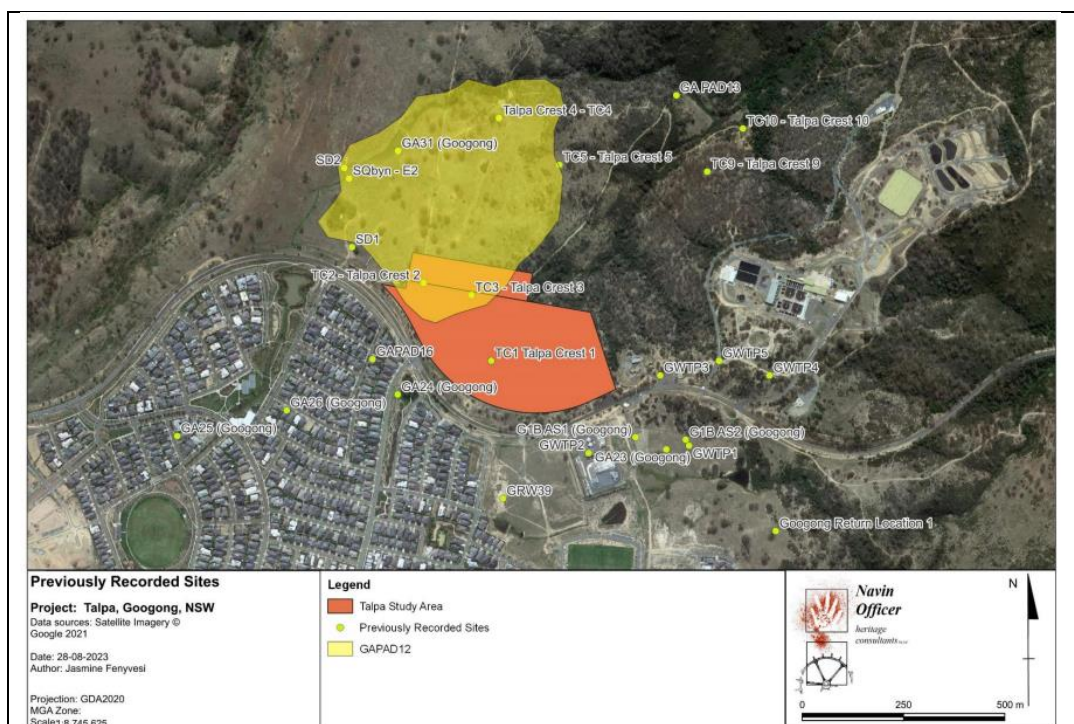 GA PAD13
Talpa Crest 4 - TC4
TC10 - Talpa Crest 10
GA31 (Googong)
SD2
TC5 - Talpa Crest 5
TC9 - Talpa Crest 9
SQbyn - E2
SD1
TC2 - Talpa Crest 2
TC3 - Talpa Crest 3
GAPAD16
TC1 Talpa Crest 1
GWTP5
GWTP3
GWTP4
GA24 (Googong)
GA26 (Googong)
GA25 (Googong)
G1B AS1 (Googong)
G1B AS2 (Googong)
GWTP2
GWTP1
GA23 (Googong)
GRW39
Googong Return Location 1
Previously Recorded Sites
Project: Talpa, Googong, NSW
Data sources: Satellite Imagery ©
Google 2021
Date: 28-08-2023
Author: Jasmine Fenyvesi
Projection: GDA2020
MGA Zone:
Scale1:8,745.625
Legend
Talpa Study Area
Previously Recorded Sites
GAPAD12
Navin
Officer
heritage
consultants
N
0 250 500 m